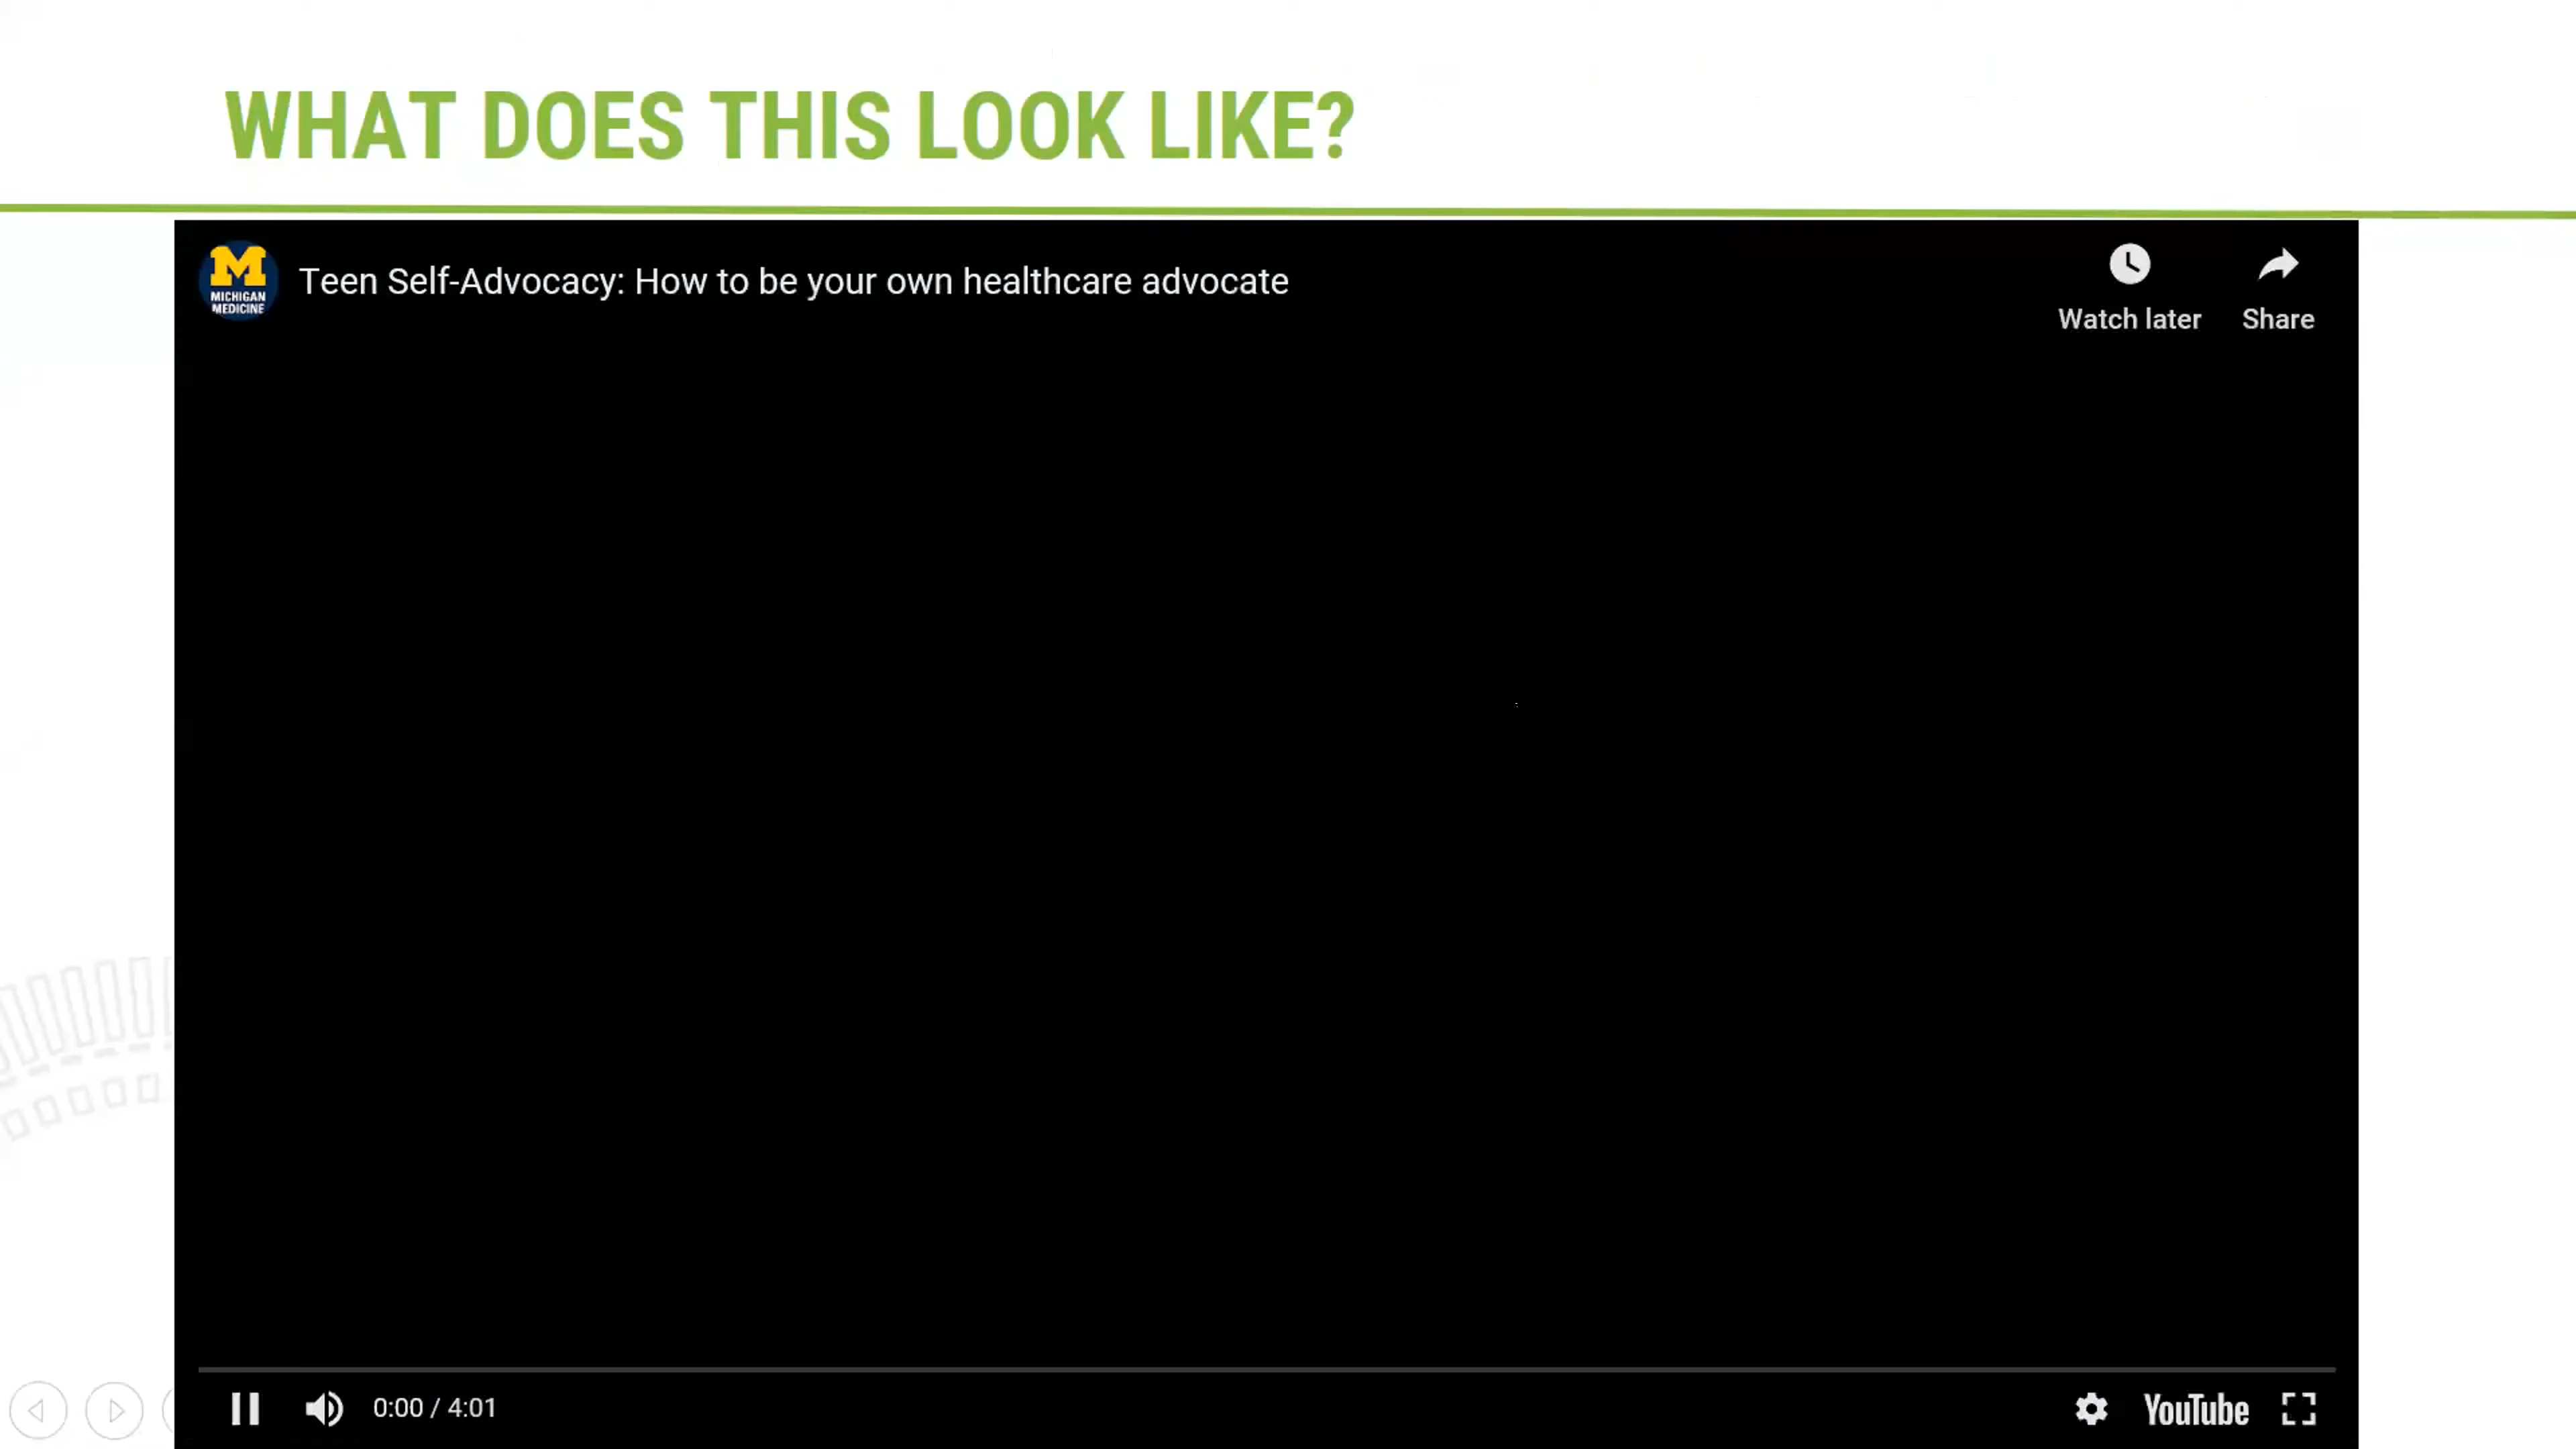 WHAT DOES THIS LOOK LIKE?
M
MICHIGAN
MEDICINE
Teen Self-Advocacy: How to be your own healthcare advocate
Watch later
Share
0:00 / 4:01
YouTube